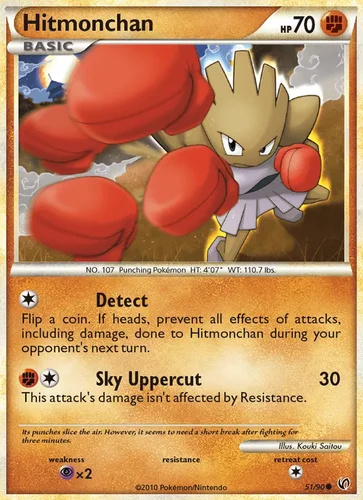 Hitmonchan
HP 70
BASIC
NO. 107 Punching Pokémon HT: 4'07" WT: 110.7 lbs.
Detect
Flip a coin. If heads, prevent all effects of attacks,
including damage, done to Hitmonchan during your
opponent's next turn.
Sky Uppercut 30
This attack's damage isn't affected by Resistance.
Its punches slice the air. However, it seems to need a short break after fighting for
three minutes.
Illus. Kouki Saitou
weakness resistance retreat cost
×2
©2010 Pokémon/Nintendo 51/90